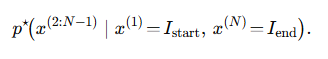 p*(x^(2:N−1) | x^(1)=I_start, x^(N)=I_end).